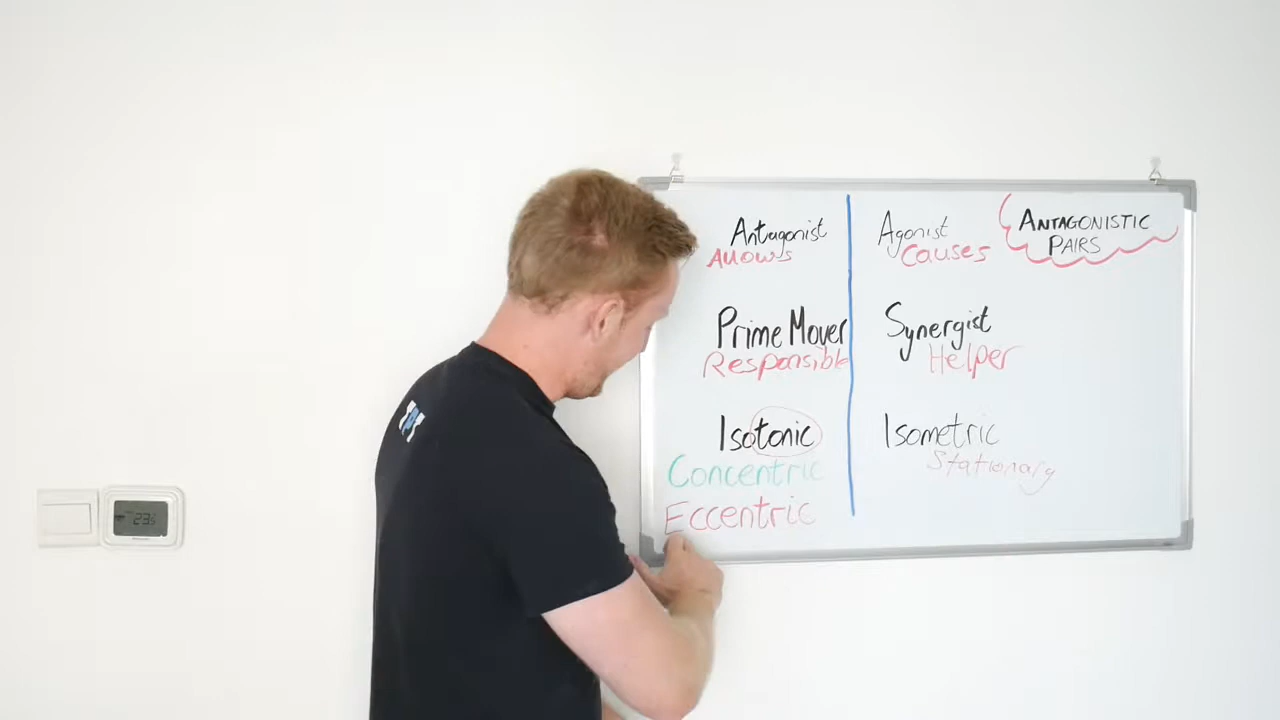 Antagonist
Allows
Prime Mover
Responsible
Isotonic
Concentric
Eccentric
Agonist
Causes
Synergist
Helper
Isometric
Stationary
ANTAGONISTIC
PAIRS